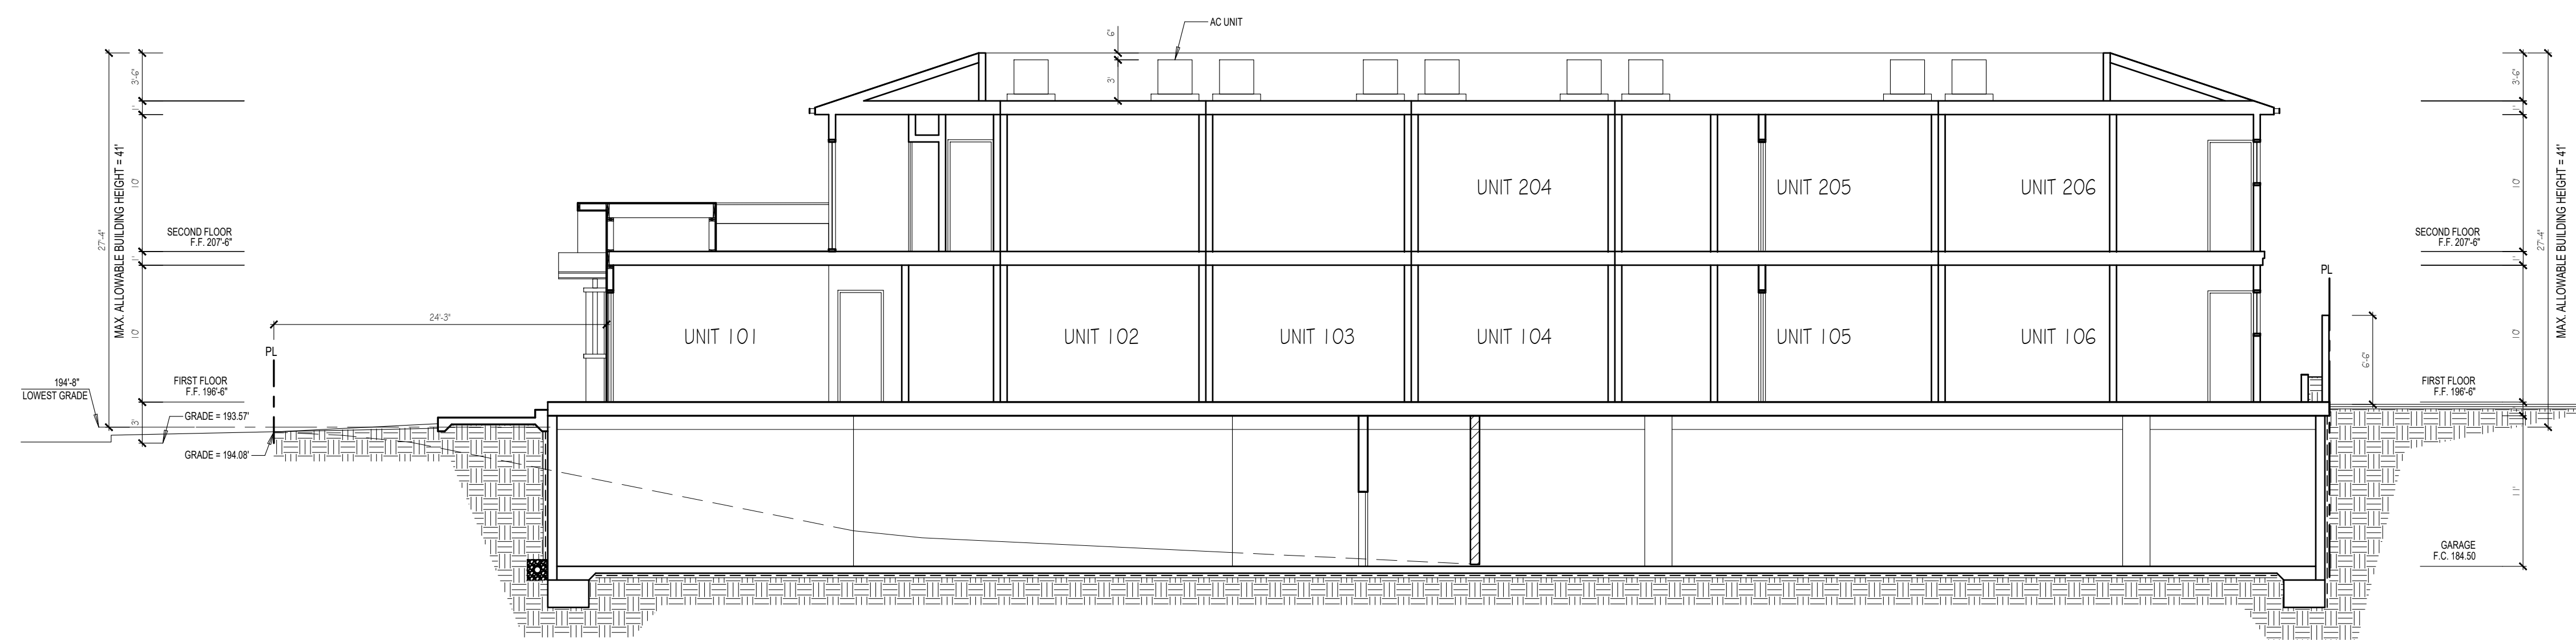 AC UNIT
6"
3'
3'-6"
1'
10'
1'
10'
3'
27'-4"
MAX. ALLOWABLE BUILDING HEIGHT = 41'
SECOND FLOOR
F.F. 207'-6"
FIRST FLOOR
F.F. 196'-6"
194'-8"
LOWEST GRADE
GRADE = 193.57'
GRADE = 194.08'
PL
24'-3"
UNIT 204
UNIT 205
UNIT 206
UNIT 101
UNIT 102
UNIT 103
UNIT 104
UNIT 105
UNIT 106
PL
6'-6"
3'-6"
1'
10'
1'
10'
11'
27'-4"
MAX. ALLOWABLE BUILDING HEIGHT = 41'
SECOND FLOOR
F.F. 207'-6"
FIRST FLOOR
F.F. 196'-6"
GARAGE
F.C. 184.50